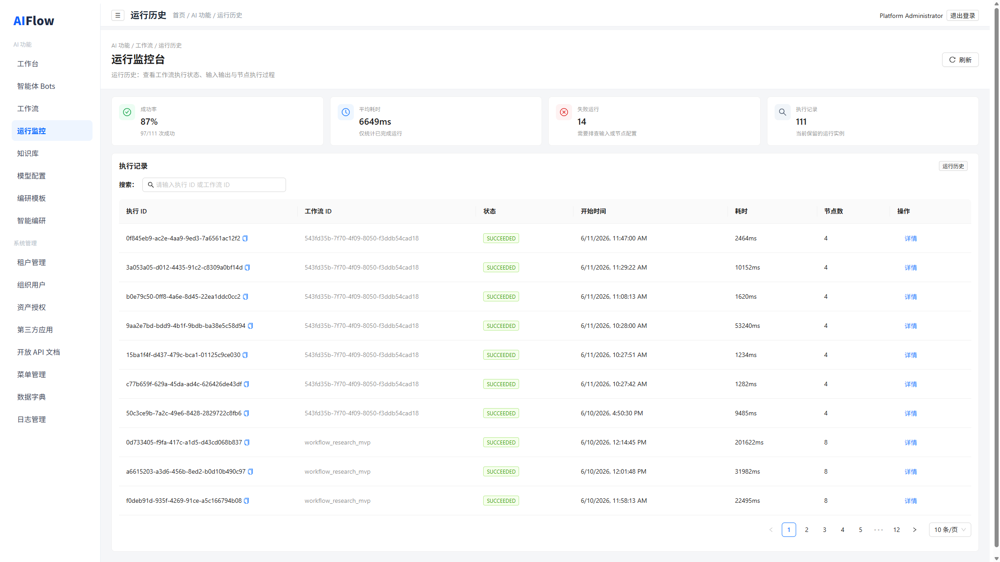 AIFlow
AI 功能
工作台
智能体 Bots
工作流
运行监控
知识库
模型配置
编研模板
智能编研
系统管理
租户管理
组织用户
资产授权
第三方应用
开放 API 文档
菜单管理
数据字典
日志管理
运行历史 首页 / AI 功能 / 运行历史
Platform Administrator 退出登录
AI 功能 / 工作流 / 运行历史
运行监控台
刷新
运行历史：查看工作流执行状态、输入输出与节点执行过程
成功率
87%
97/111 次成功
平均耗时
6649ms
仅统计已完成运行
失败运行
14
需要排查输入或节点配置
执行记录
111
当前保留的运行实例
执行记录
运行历史
搜索： 请输入执行 ID 或工作流 ID
执行 ID 工作流 ID 状态 开始时间 耗时 节点数 操作
0f845eb9-ac2e-4aa9-9ed3-7a6561ac12f2 543fd35b-7f70-4f09-8050-f3ddb54cad18 SUCCEEDED 6/11/2026, 11:47:00 AM 2464ms 4 详情
3a053a05-d012-4435-91c2-c8309a0bf14d 543fd35b-7f70-4f09-8050-f3ddb54cad18 SUCCEEDED 6/11/2026, 11:29:22 AM 10152ms 4 详情
b0e79c50-0ff8-4a6e-8d45-22ea1ddc0cc2 543fd35b-7f70-4f09-8050-f3ddb54cad18 SUCCEEDED 6/11/2026, 11:08:13 AM 1620ms 4 详情
9aa2e7bd-bdd9-4b1f-9bdb-ba38e5c58d94 543fd35b-7f70-4f09-8050-f3ddb54cad18 SUCCEEDED 6/11/2026, 10:28:00 AM 53240ms 4 详情
15ba1f4f-d437-479c-bca1-01125c9ce030 543fd35b-7f70-4f09-8050-f3ddb54cad18 SUCCEEDED 6/11/2026, 10:27:51 AM 1234ms 4 详情
c77b659f-629a-45da-ad4c-626426de43df 543fd35b-7f70-4f09-8050-f3ddb54cad18 SUCCEEDED 6/11/2026, 10:27:42 AM 1282ms 4 详情
50c3ce9b-7a2c-49e6-8428-2829722c8fb6 543fd35b-7f70-4f09-8050-f3ddb54cad18 SUCCEEDED 6/10/2026, 4:50:30 PM 9485ms 4 详情
0d733405-f9fa-417c-a1d5-d43cd068b837 workflow_research_mvp SUCCEEDED 6/10/2026, 12:14:45 PM 201622ms 8 详情
a6615203-a3d6-456b-8ed2-b0d10b490c97 workflow_research_mvp SUCCEEDED 6/10/2026, 12:01:48 PM 31982ms 8 详情
f0deb91d-935f-4269-91ce-a5c166794b08 workflow_research_mvp SUCCEEDED 6/10/2026, 11:58:13 AM 22495ms 8 详情
< 1 2 3 4 5 ••• 12 > 10 条/页